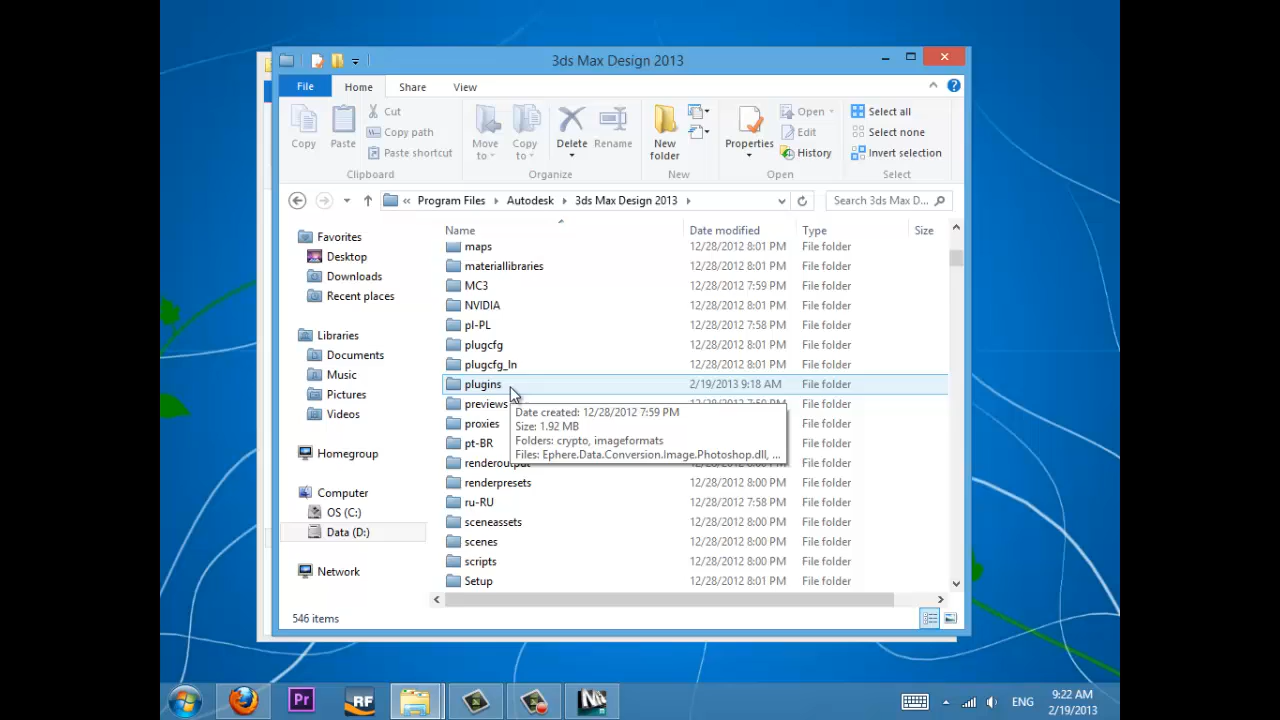 3ds Max Design 2013
File Home Share View
Copy
Paste
Cut
Copy path
Paste shortcut
Clipboard
Move to
Copy to
Delete
Rename
Organize
New folder
New
Properties
Open
Edit
History
Open
Select all
Select none
Invert selection
Select
« Program Files Autodesk 3ds Max Design 2013
Search 3ds Max D...
Favorites
Desktop
Downloads
Recent places
Libraries
Documents
Music
Pictures
Videos
Homegroup
Computer
OS (C:)
Data (D:)
Network
Name Date modified Type Size
maps 12/28/2012 8:01 PM File folder
materiallibraries 12/28/2012 8:01 PM File folder
MC3 12/28/2012 7:59 PM File folder
NVIDIA 12/28/2012 8:01 PM File folder
pl-PL 12/28/2012 7:58 PM File folder
plugcfg 12/28/2012 8:01 PM File folder
plugcfg_ln 12/28/2012 8:01 PM File folder
plugins 2/19/2013 9:18 AM File folder
previews 12/28/2012 7:59 PM File folder
proxies File folder
pt-BR File folder
File folder
renderpresets 12/28/2012 8:00 PM File folder
ru-RU 12/28/2012 7:58 PM File folder
sceneassets 12/28/2012 8:00 PM File folder
scenes 12/28/2012 8:00 PM File folder
scripts 12/28/2012 8:00 PM File folder
Setup 12/28/2012 8:01 PM File folder
Date created: 12/28/2012 7:59 PM
Size: 1.92 MB
Folders: crypto, imageformats
Files: Ephere.Data.Conversion.Image.Photoshop.dll, ...
546 items
Pr
RF
ENG
9:22 AM
2/19/2013